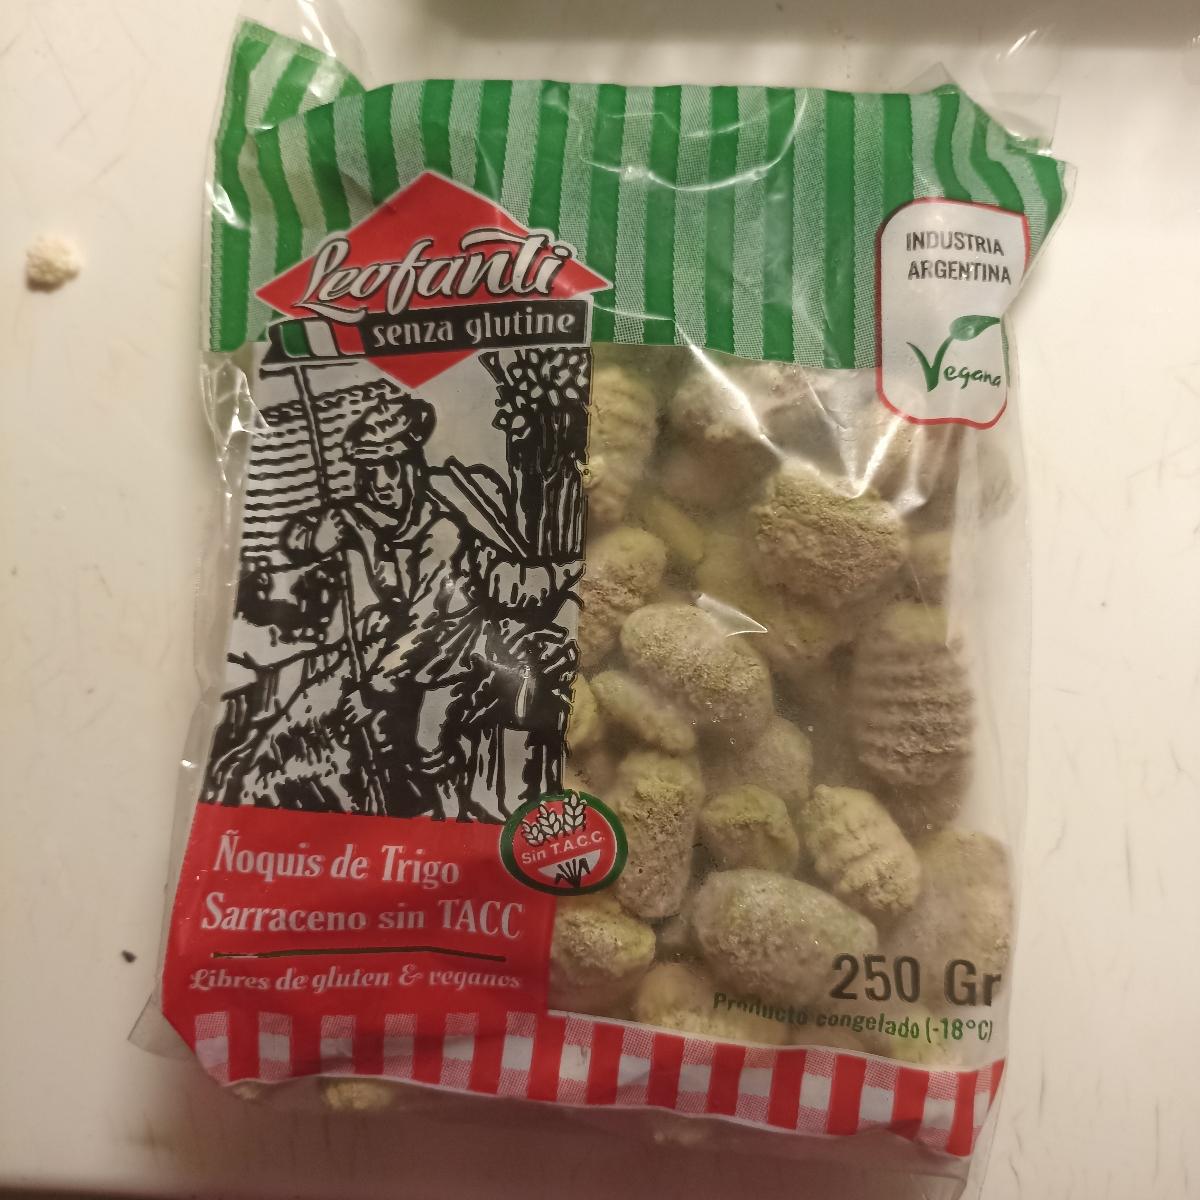 Leofanti
senza glutine
INDUSTRIA
ARGENTINA
Vegana
Sin T.A.C.C.
Ñoquis de Trigo
Sarraceno sin TACC
Libres de gluten & veganos
250 Gr
Producto congelado (-18°C)